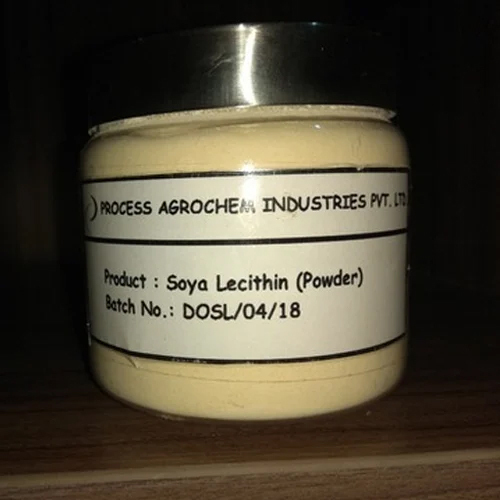 PROCESS AGROCHEM INDUSTRIES PVT. LTD
Product : Soya Lecithin (Powder)
Batch No.: DOSL/04/18